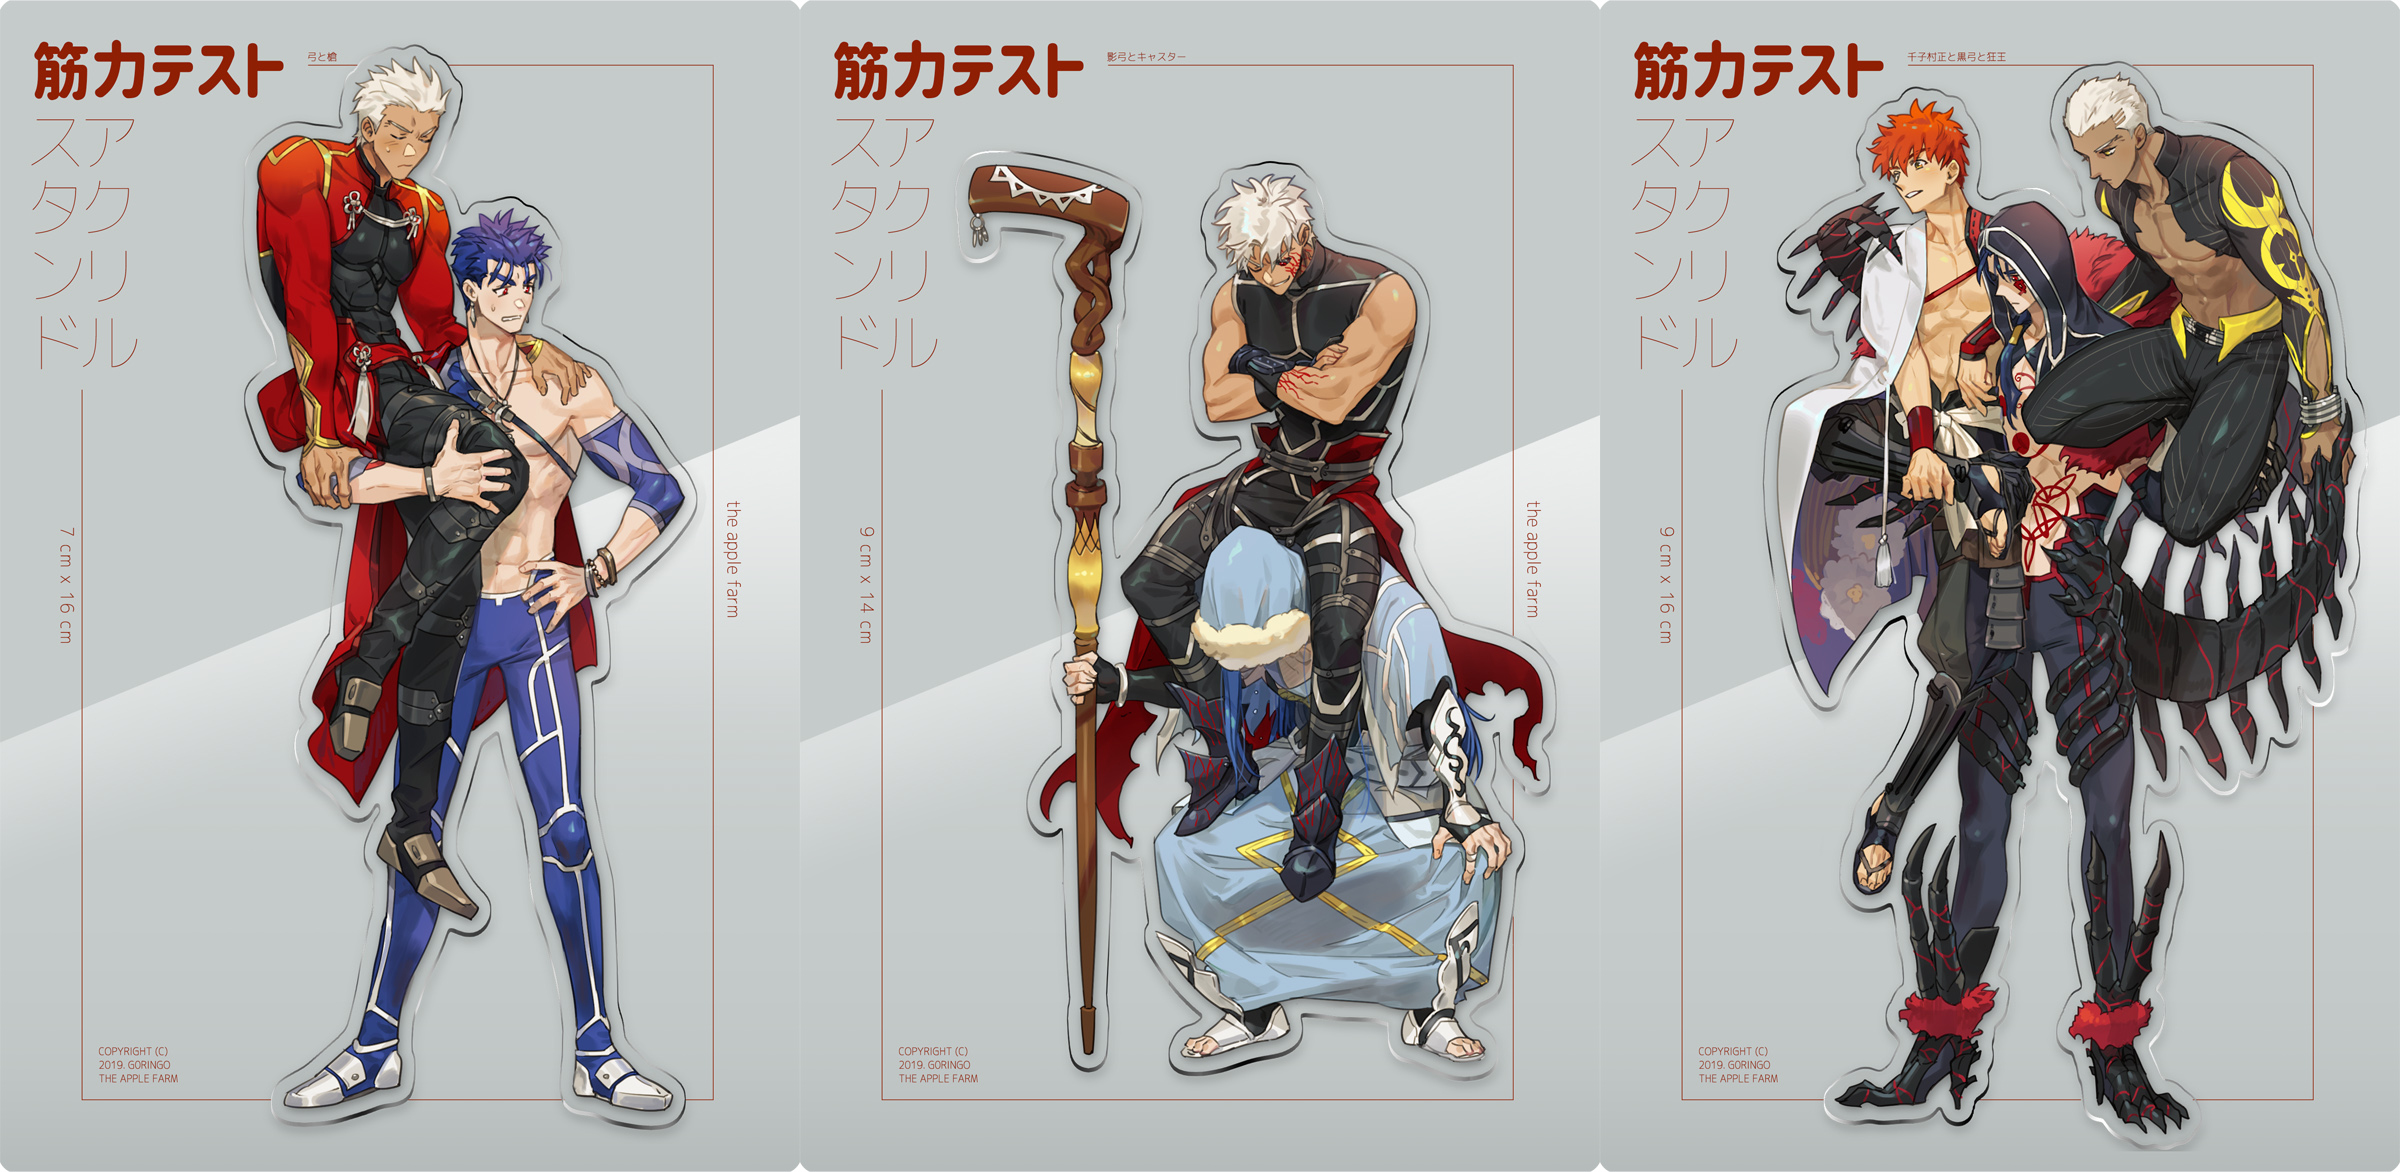 筋力テスト
弓と槍
アクリル
スタンド
7 cm x 16 cm
the apple farm
COPYRIGHT (C)
2019. GORINGO
THE APPLE FARM
筋力テスト
影弓とキャスター
アクリル
スタンド
9 cm x 14 cm
the apple farm
COPYRIGHT (C)
2019. GORINGO
THE APPLE FARM
筋力テスト
千子村正と黒弓と狂王
アクリル
スタンド
9 cm x 16 cm
COPYRIGHT (C)
2019. GORINGO
THE APPLE FARM